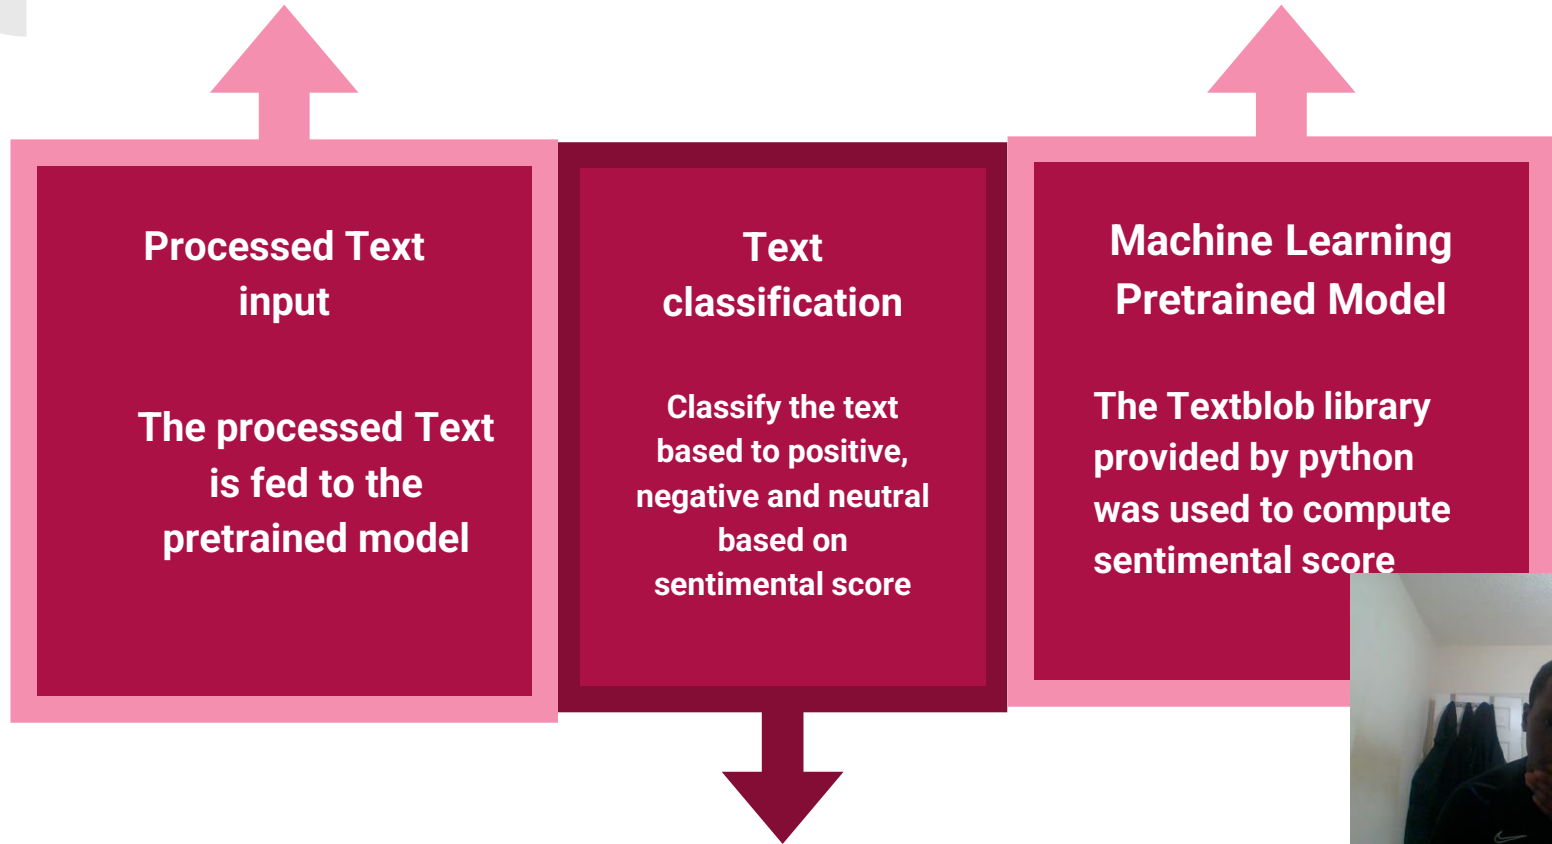 Processed Text
input
The processed Text
is fed to the
pretrained model
Text
classification
Classify the text
based to positive,
negative and neutral
based on
sentimental score
Machine Learning
Pretrained Model
The Textblob library
provided by python
was used to compute
sentimental score